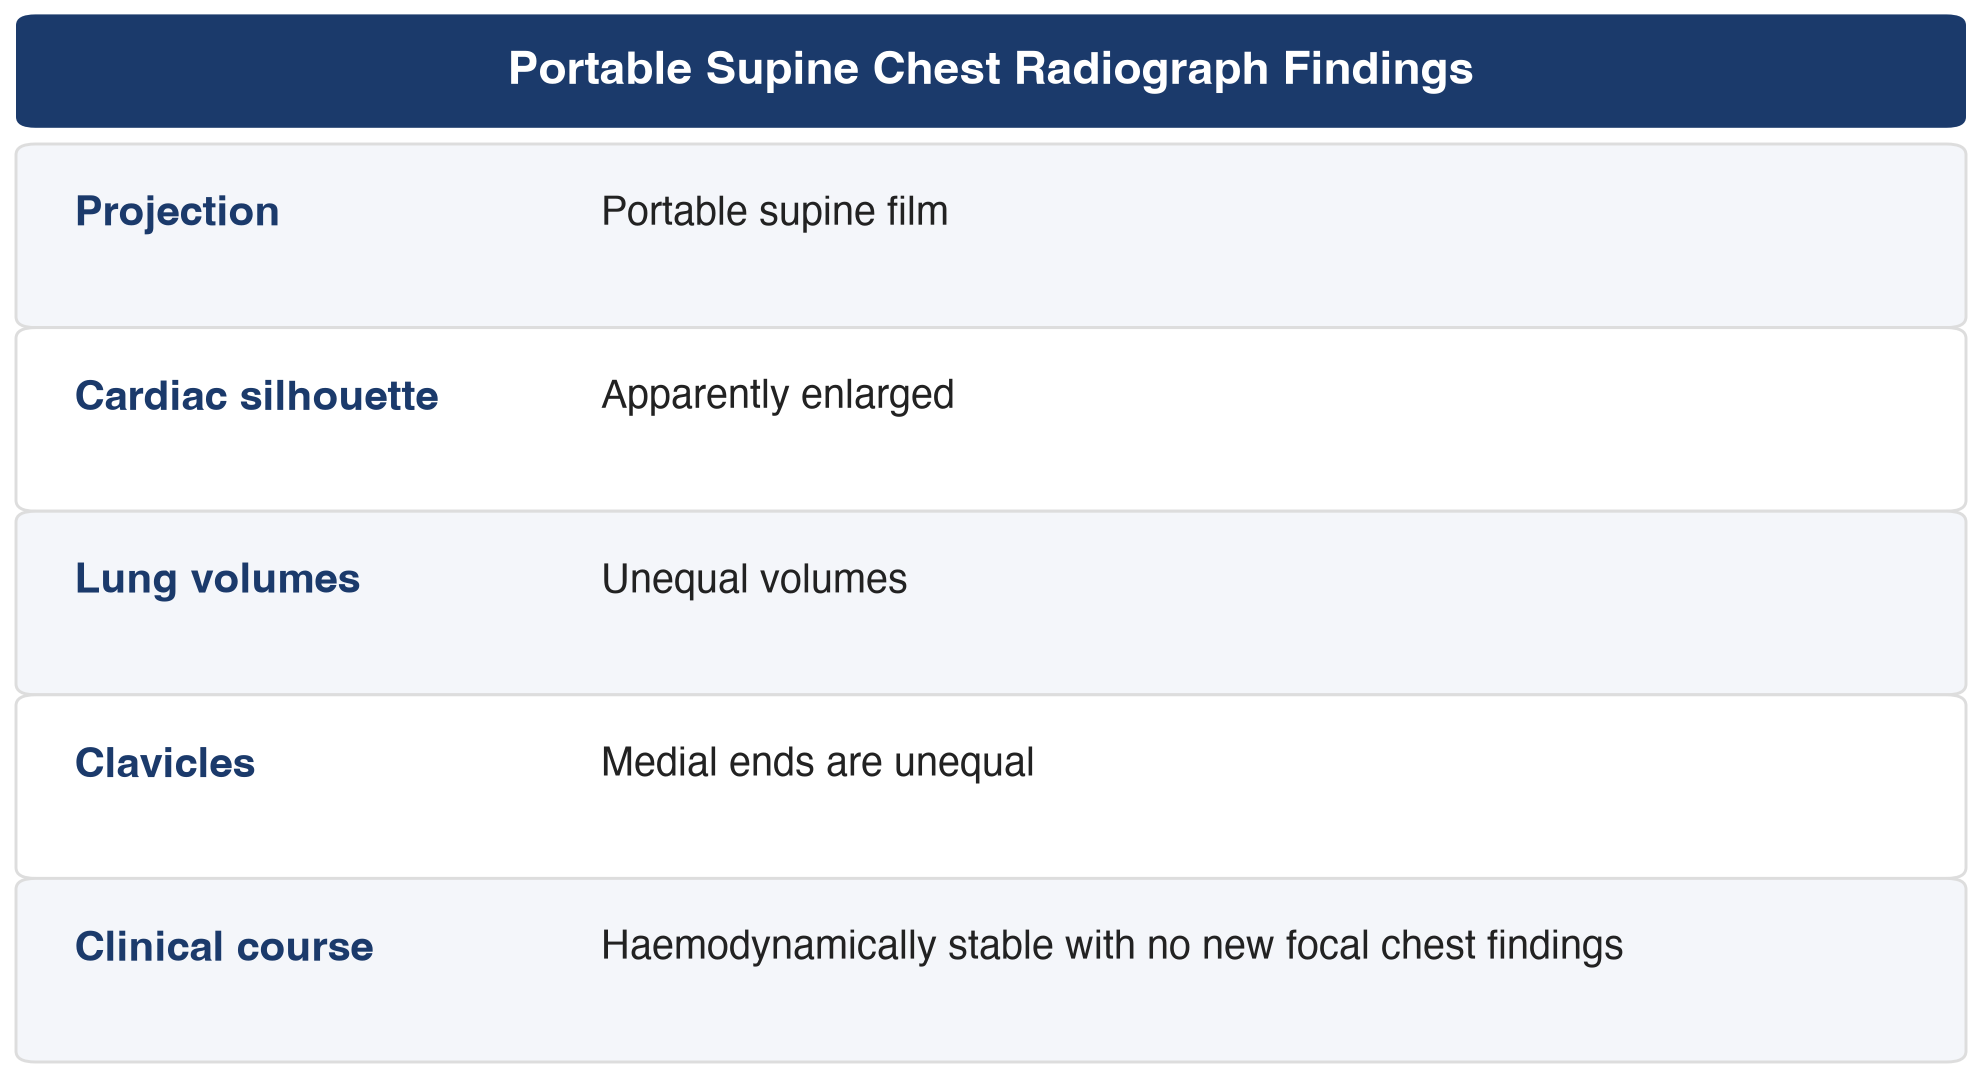 Portable Supine Chest Radiograph Findings
Projection Portable supine film
Cardiac silhouette Apparently enlarged
Lung volumes Unequal volumes
Clavicles Medial ends are unequal
Clinical course Haemodynamically stable with no new focal chest findings